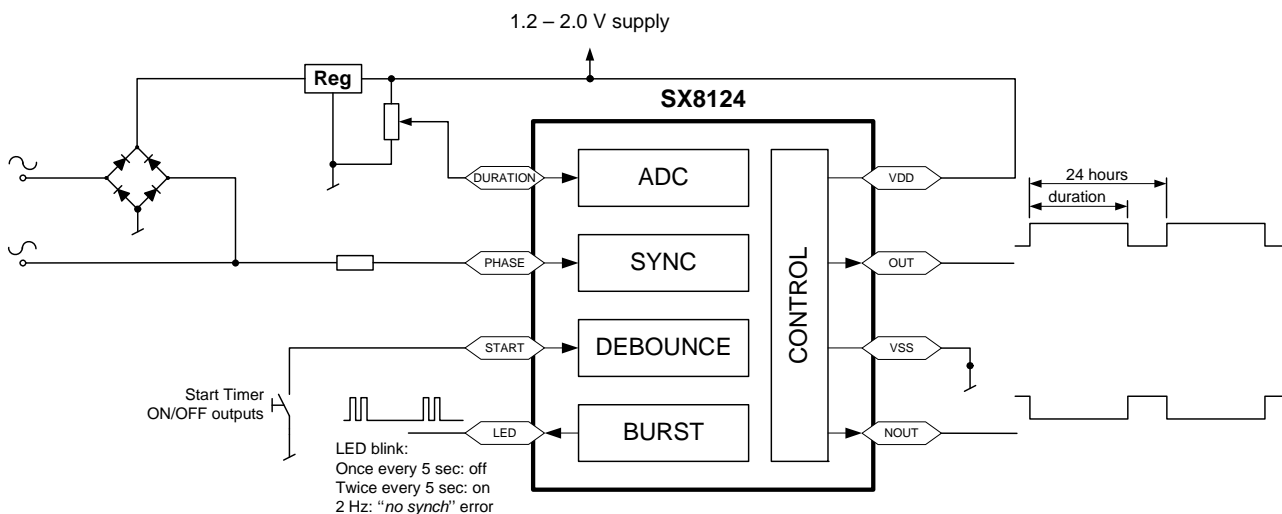 1.2 – 2.0 V supply
Reg
SX8124
DURATION
ADC
VDD
24 hours
duration
PHASE
SYNC
CONTROL
OUT
START
DEBOUNCE
VSS
Start Timer
ON/OFF outputs
LED
BURST
NOUT
LED blink:
Once every 5 sec: off
Twice every 5 sec: on
2 Hz: “no synch” error